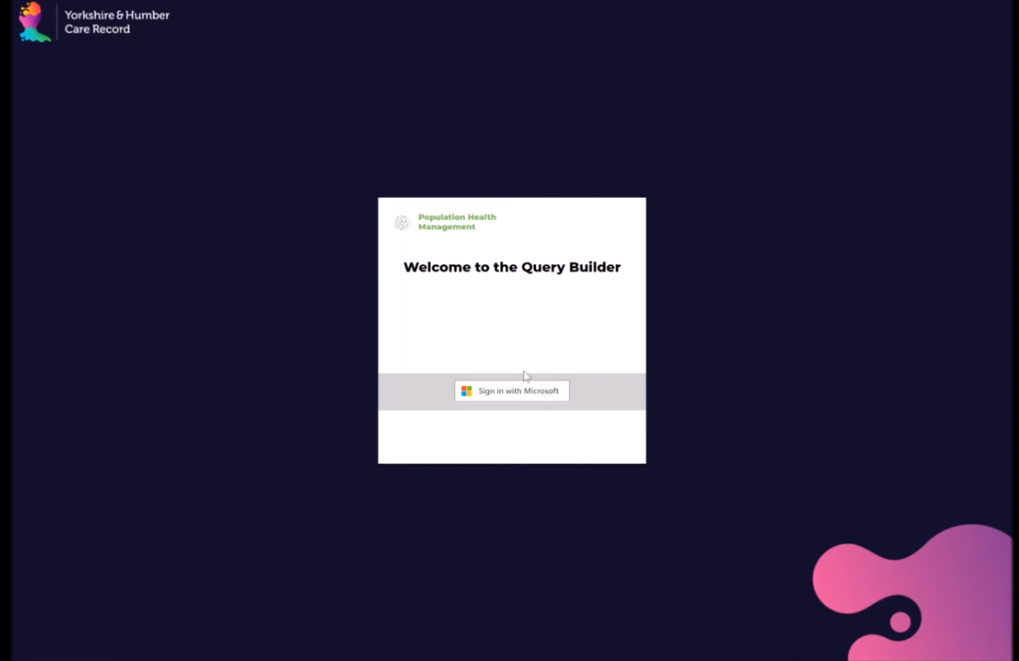 Yorkshire & Humber
Care Record
Population Health
Management
Welcome to the Query Builder
Sign in with Microsoft